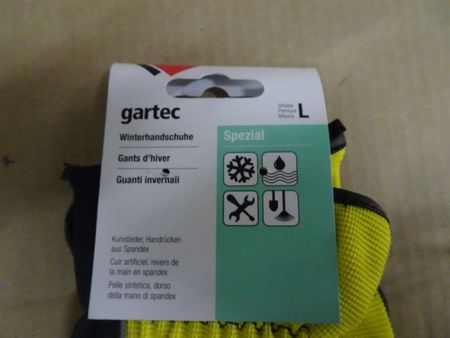 gartec
Grösse
Pointure
Misura
L
Winterhandschuhe
Gants d'hiver
Guanti invernali
Spezial
Kunstleder, Handrücken
aus Spandex
Cuir artificiel, revers de
la main en spandex
Pelle sintetica, dorso
della mano di spandex